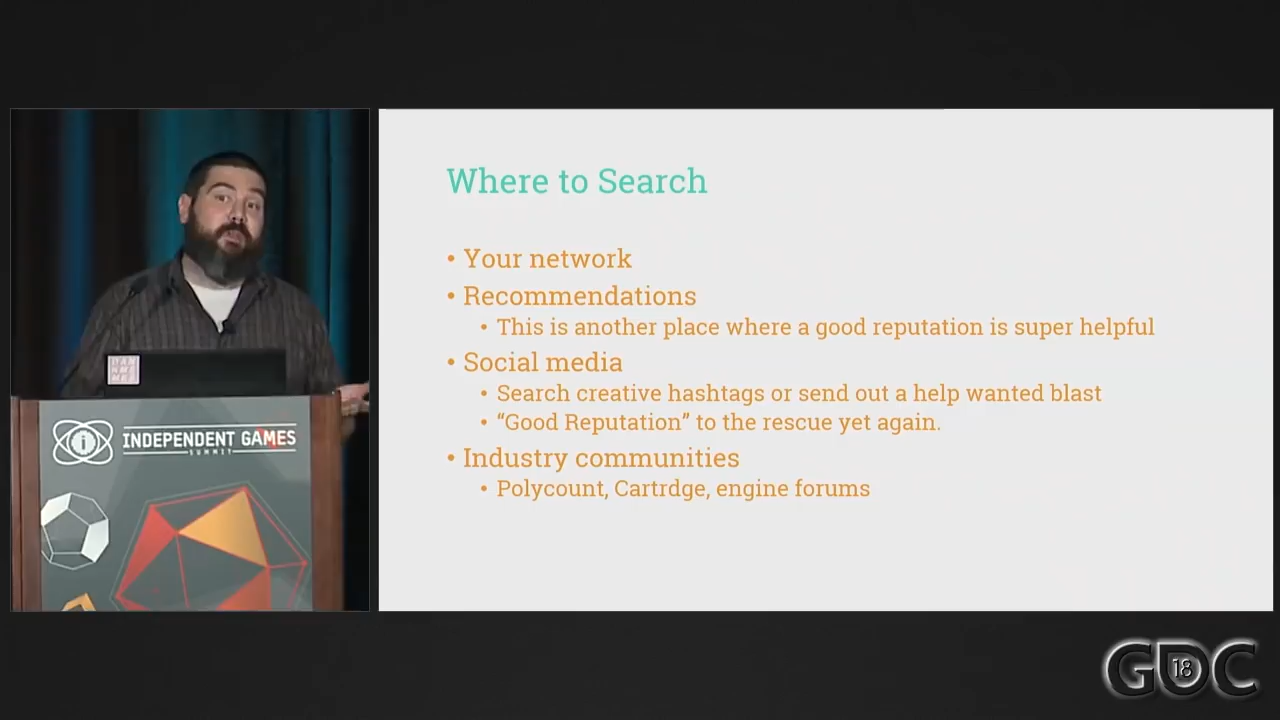 Where to Search
• Your network
• Recommendations
• This is another place where a good reputation is super helpful
• Social media
• Search creative hashtags or send out a help wanted blast
• “Good Reputation” to the rescue yet again.
• Industry communities
• Polycount, Cartrdge, engine forums
i
INDEPENDENT GAMES
SUMMIT
GDC
18